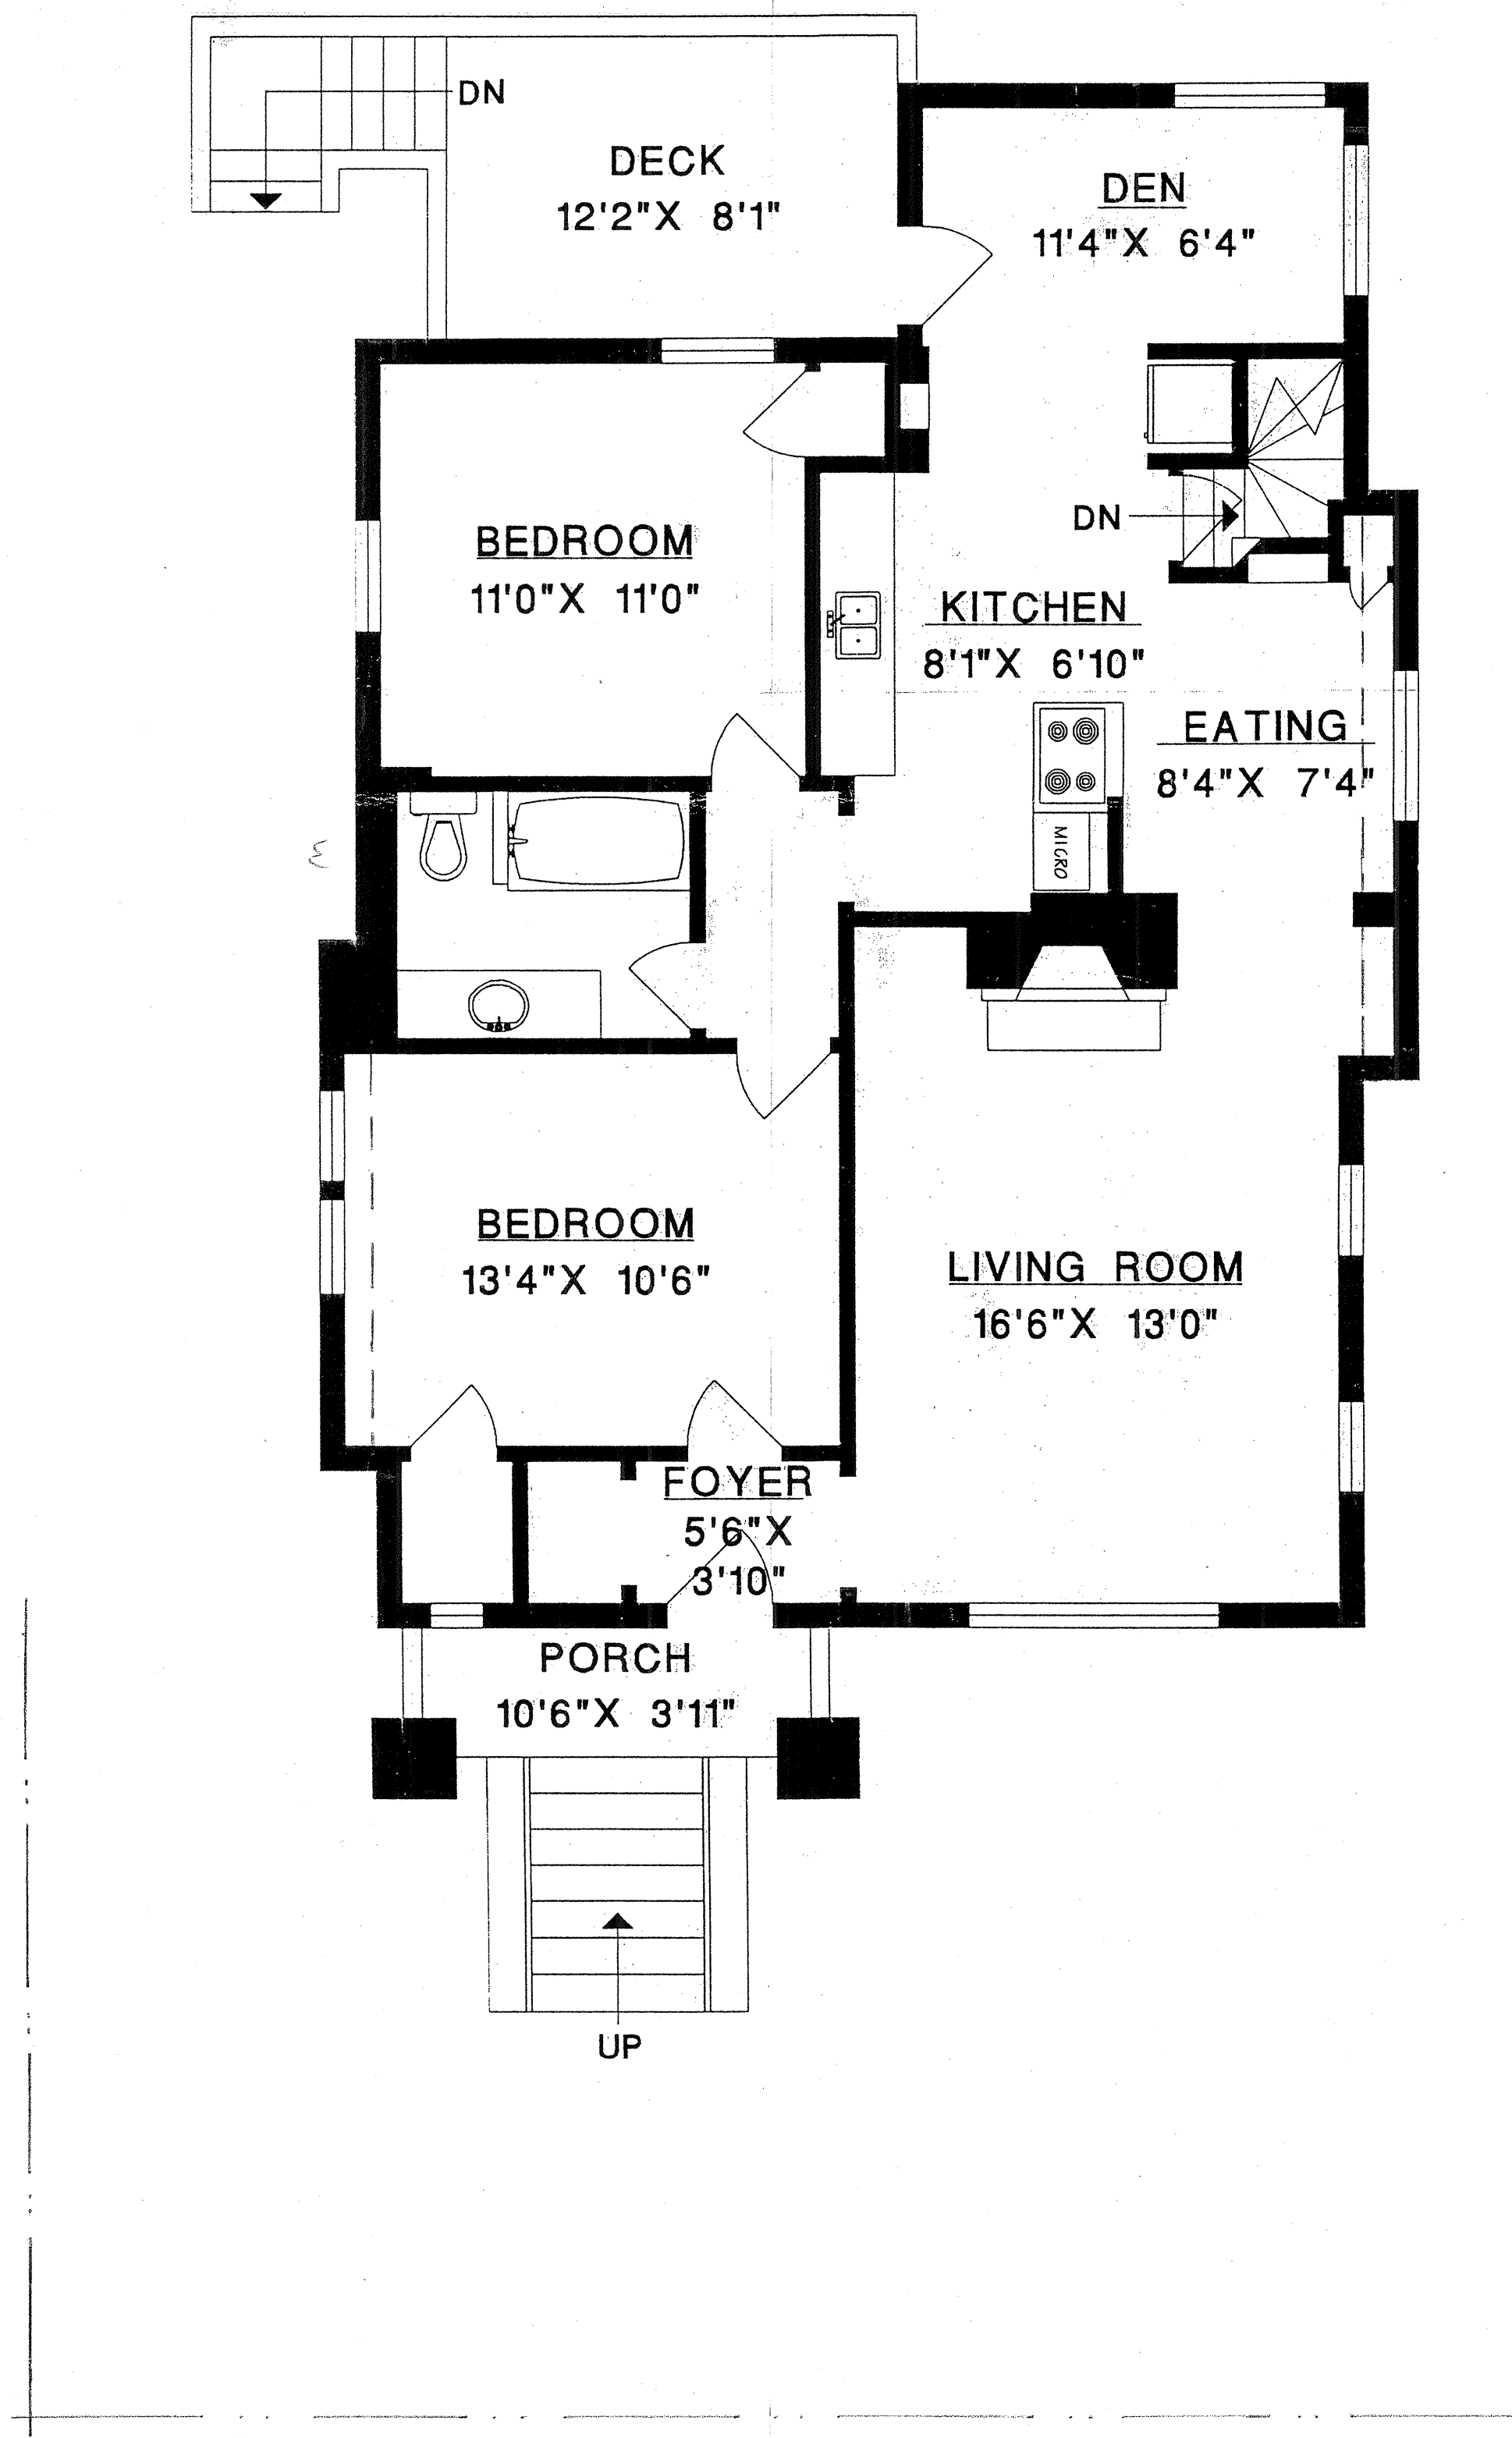 DN
DECK
12'2"X 8'1"
DEN
11'4"X 6'4"
BEDROOM
11'0"X 11'0"
DN
KITCHEN
8'1"X 6'10"
EATING
8'4"X 7'4"
MICRO
BEDROOM
13'4"X 10'6"
LIVING ROOM
16'6"X 13'0"
FOYER
5'6"X
3'10"
PORCH
10'6"X 3'11"
UP